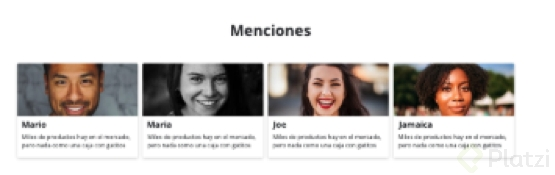 Menciones
Mario
Miles de productos hay en el mercado,
pero nada como una caja con gatitos
Maria
Miles de productos hay en el mercado,
pero nada como una caja con gatitos
Joe
Miles de productos hay en el mercado,
pero nada como una caja con gatitos
Jamaica
Miles de productos hay en el mercado,
pero nada como una caja con gatitos
Platzi